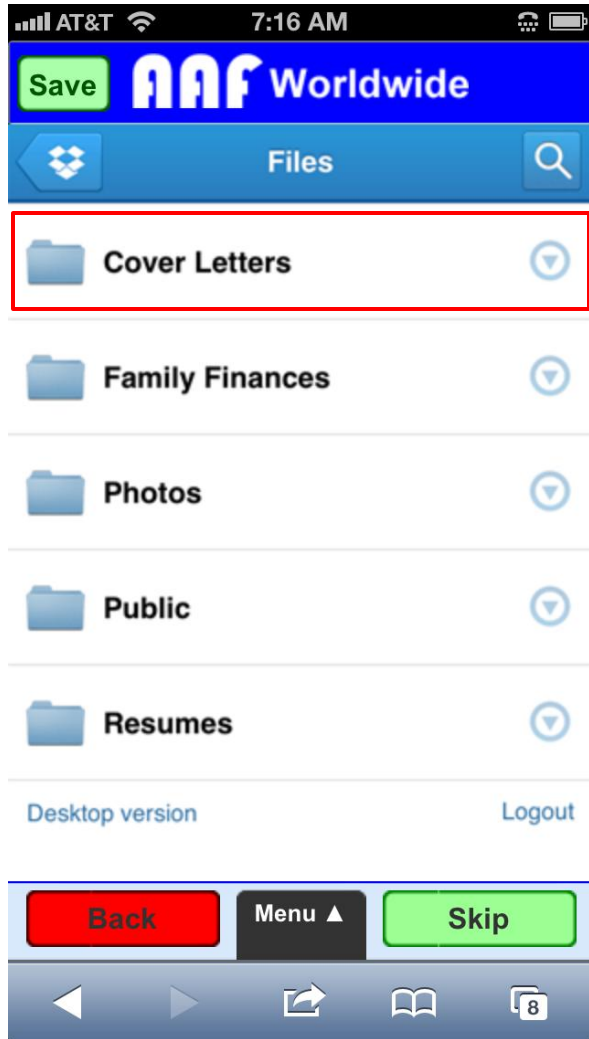 AT&T 7:16 AM
Save AAF Worldwide
Files
Cover Letters
Family Finances
Photos
Public
Resumes
Desktop version Logout
Back Menu ▲ Skip
8